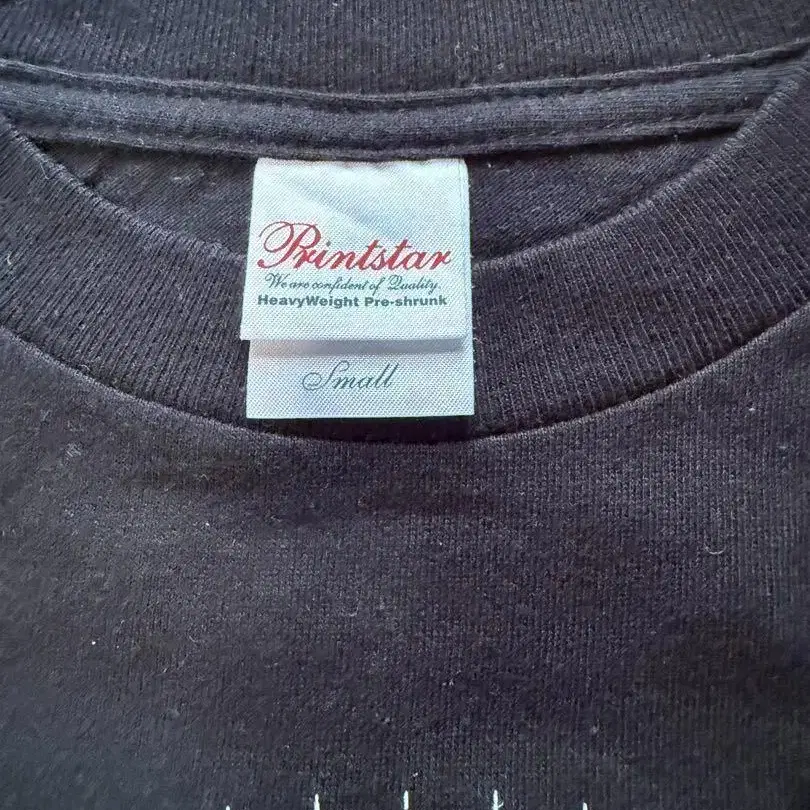 Printstar
We are confident of Quality.
HeavyWeight Pre-shrunk
Small